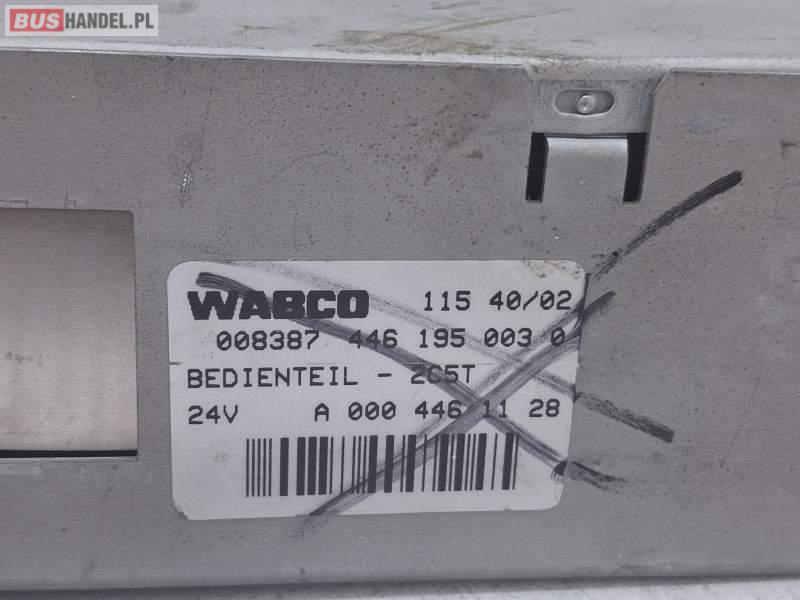 BUSHANDEL.PL
WABCO 115 40/02
008387 446 195 003 0
BEDIENTEIL - 2C5T
24V A 000 446 11 28